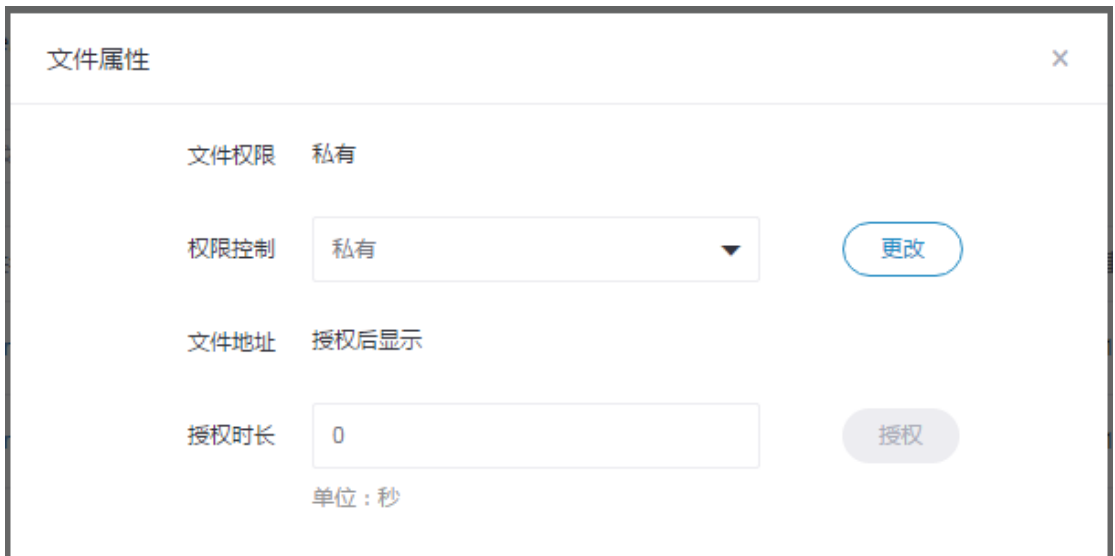 文件属性
×
文件权限 私有
权限控制 私有 更改
文件地址 授权后显示
授权时长 0 授权
单位：秒